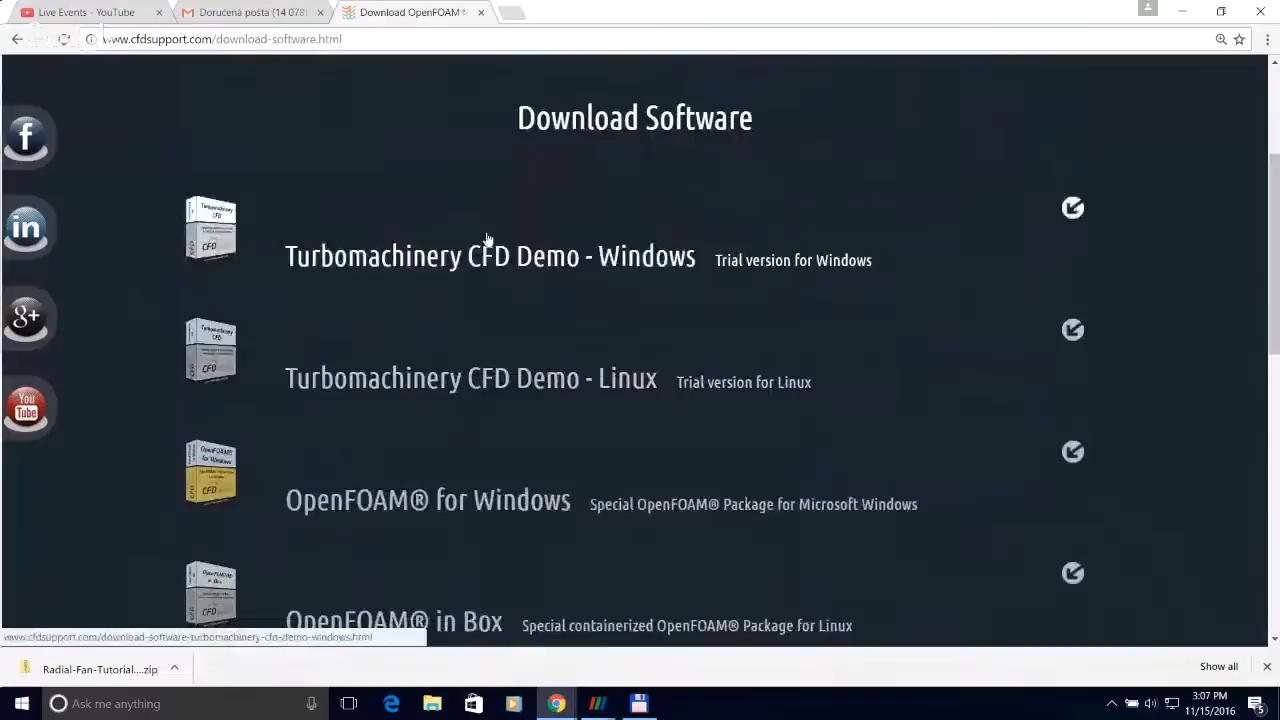 Live Events - YouTube
Doručená pošta (14 078)
Download OpenFOAM®
www.cfdsupport.com/download-software.html
Download Software
Turbomachinery CFD
CFD
Turbomachinery CFD Demo - Windows Trial version for Windows
Turbomachinery CFD
CFD
Turbomachinery CFD Demo - Linux Trial version for Linux
OpenFOAM® for Windows
CFD
OpenFOAM® for Windows Special OpenFOAM® Package for Microsoft Windows
OpenFOAM® in Box
CFD
OpenFOAM® in Box Special containerized OpenFOAM® Package for Linux
f
in
g+
You
Tube
www.cfdsupport.com/download-software/turbomachinery-cfd-demo-windows.html
Radial-Fan-Tutorial....zip
Show all
Ask me anything
3:07 PM
11/15/2016
5